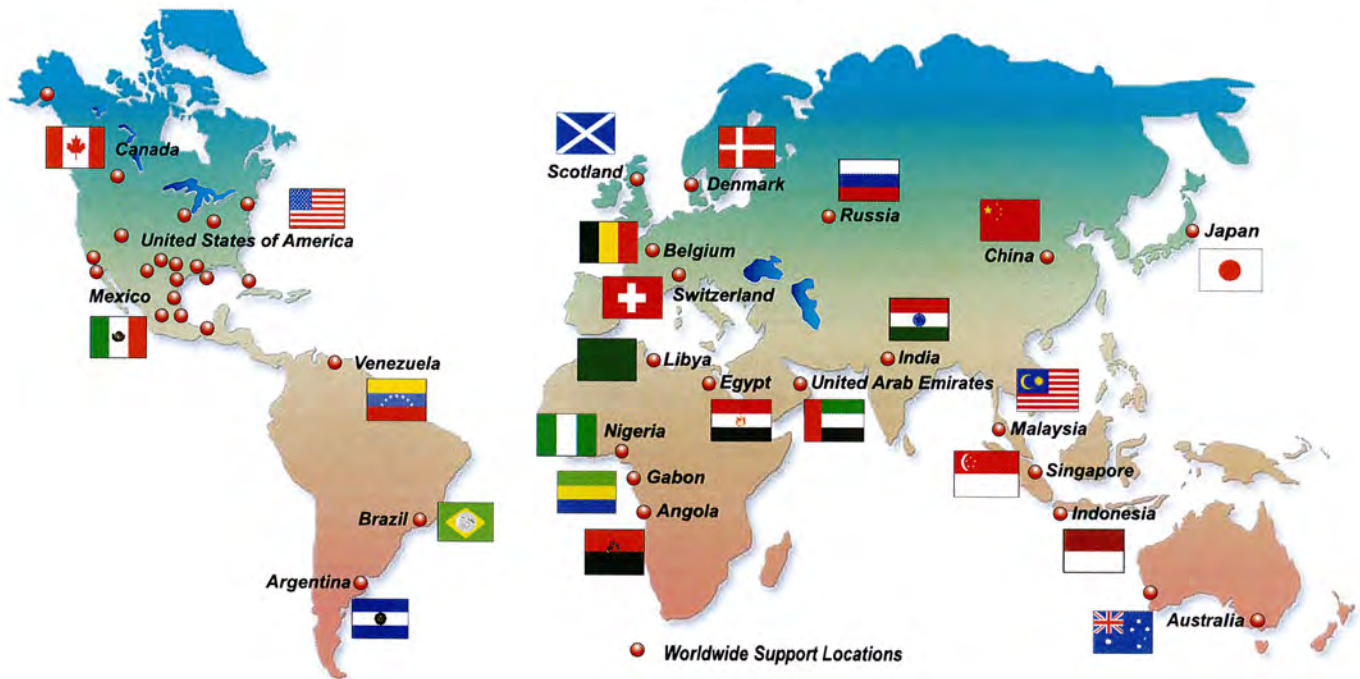 Canada
United States of America
Mexico
Venezuela
Brazil
Argentina
Scotland
Denmark
Russia
Belgium
Switzerland
China
Japan
Libya
Egypt
United Arab Emirates
India
Nigeria
Malaysia
Gabon
Singapore
Angola
Indonesia
Australia
Worldwide Support Locations